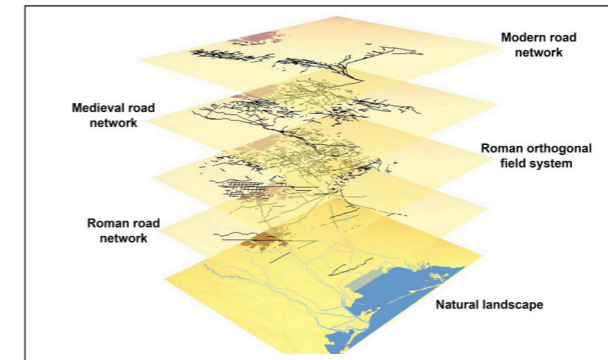 Modern road
network
Medieval road
network
Roman orthogonal
field system
Roman road
network
Natural landscape